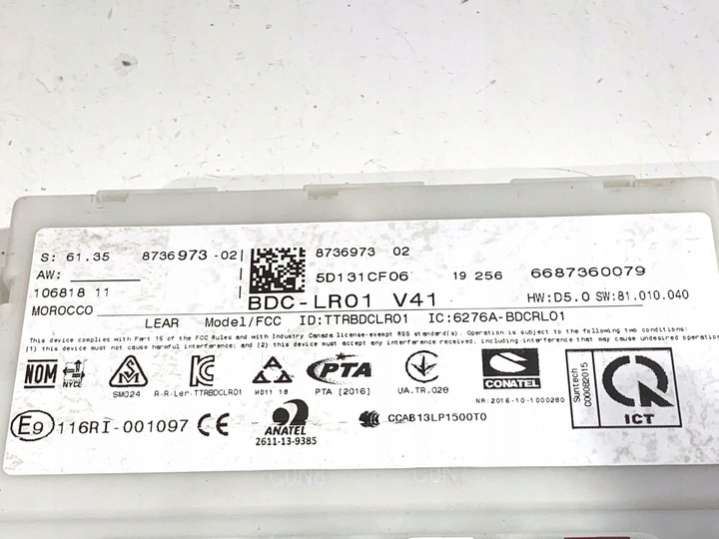 S: 61.35 8736973-02 8736973 02
AW: 5D131CF06 19 256 6687360079
106818 11 BDC-LR01 V41 HW:D5.0 SW:81.010.040
MOROCCO
LEAR Model/FCC ID:TTRBDCLR01 IC:6276A-BDCRL01
This device complies with Part 15 of FCC Rules and with Industry Canada license-exempt RSS standard(s). Operation is subject to the following two conditions:
(1) this device must not cause harmful interference; and (2) this device must accept any interference received, including interference that may cause undesired operation
NOM NYCE SM024 R-R-Ler-TTRBDCLR01 PTA PTA [2016] UA.TR.028 CONATEL NR:2016-10-I000280 Suntech 000082015 ICT
E9 116RI-001097 CE ANATEL 2611-13-9385 CCAB13LP1500T0